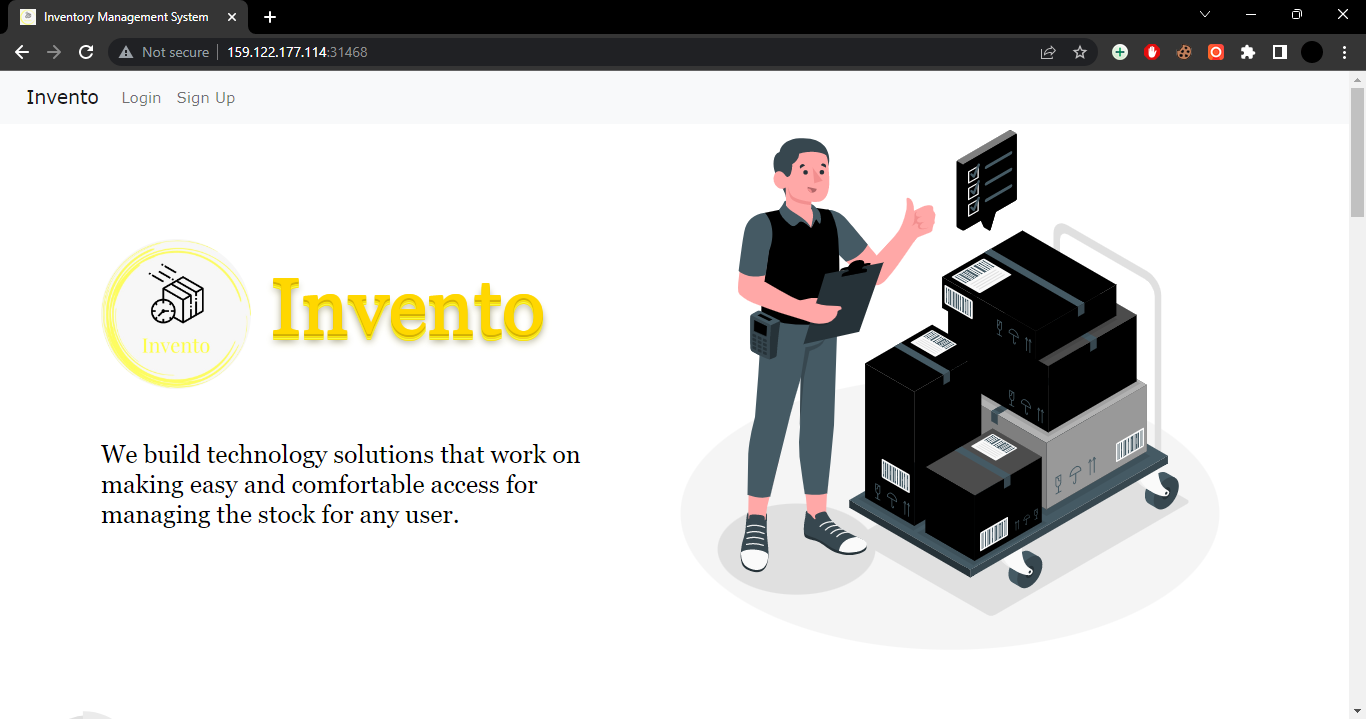 Inventory Management System
Not secure 159.122.177.114:31468
Invento Login Sign Up
Invento
Invento
We build technology solutions that work on
making easy and comfortable access for
managing the stock for any user.